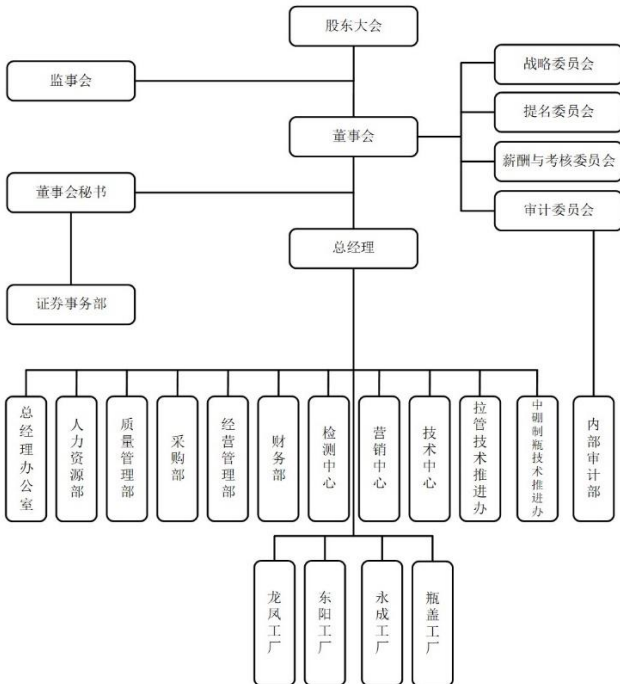 股东大会
监事会
战略委员会
提名委员会
董事会
薪酬与考核委员会
董事会秘书
审计委员会
总经理
证券事务部
总经理办公室
人力资源部
质量管理部
采购部
经营管理部
财务部
检测中心
营销中心
技术中心
拉管技术推进办
中硼制瓶技术推进办
内部审计部
龙凤工厂
东阳工厂
永成工厂
瓶盖工厂